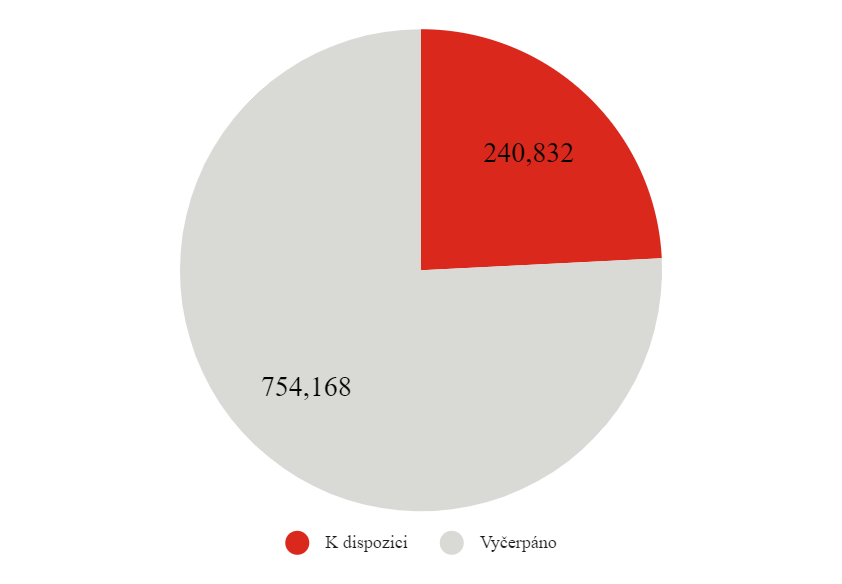 240,832
754,168
K dispozici
Vyčerpáno